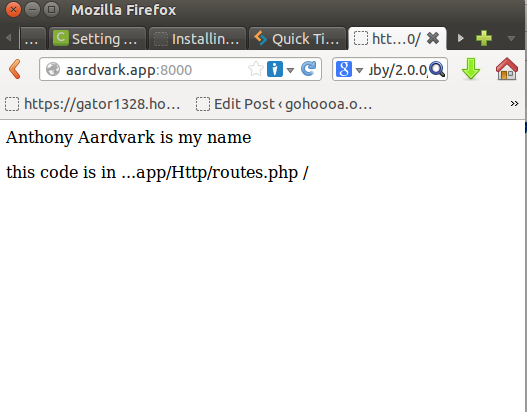 Mozilla Firefox
... Setting ... Installin... Quick Ti... htt...0/
aardvark.app:8000 uby/2.0.0
https://gator1328.ho... Edit Post ‹ gohoooa.o... »
Anthony Aardvark is my name
this code is in ...app/Http/routes.php /